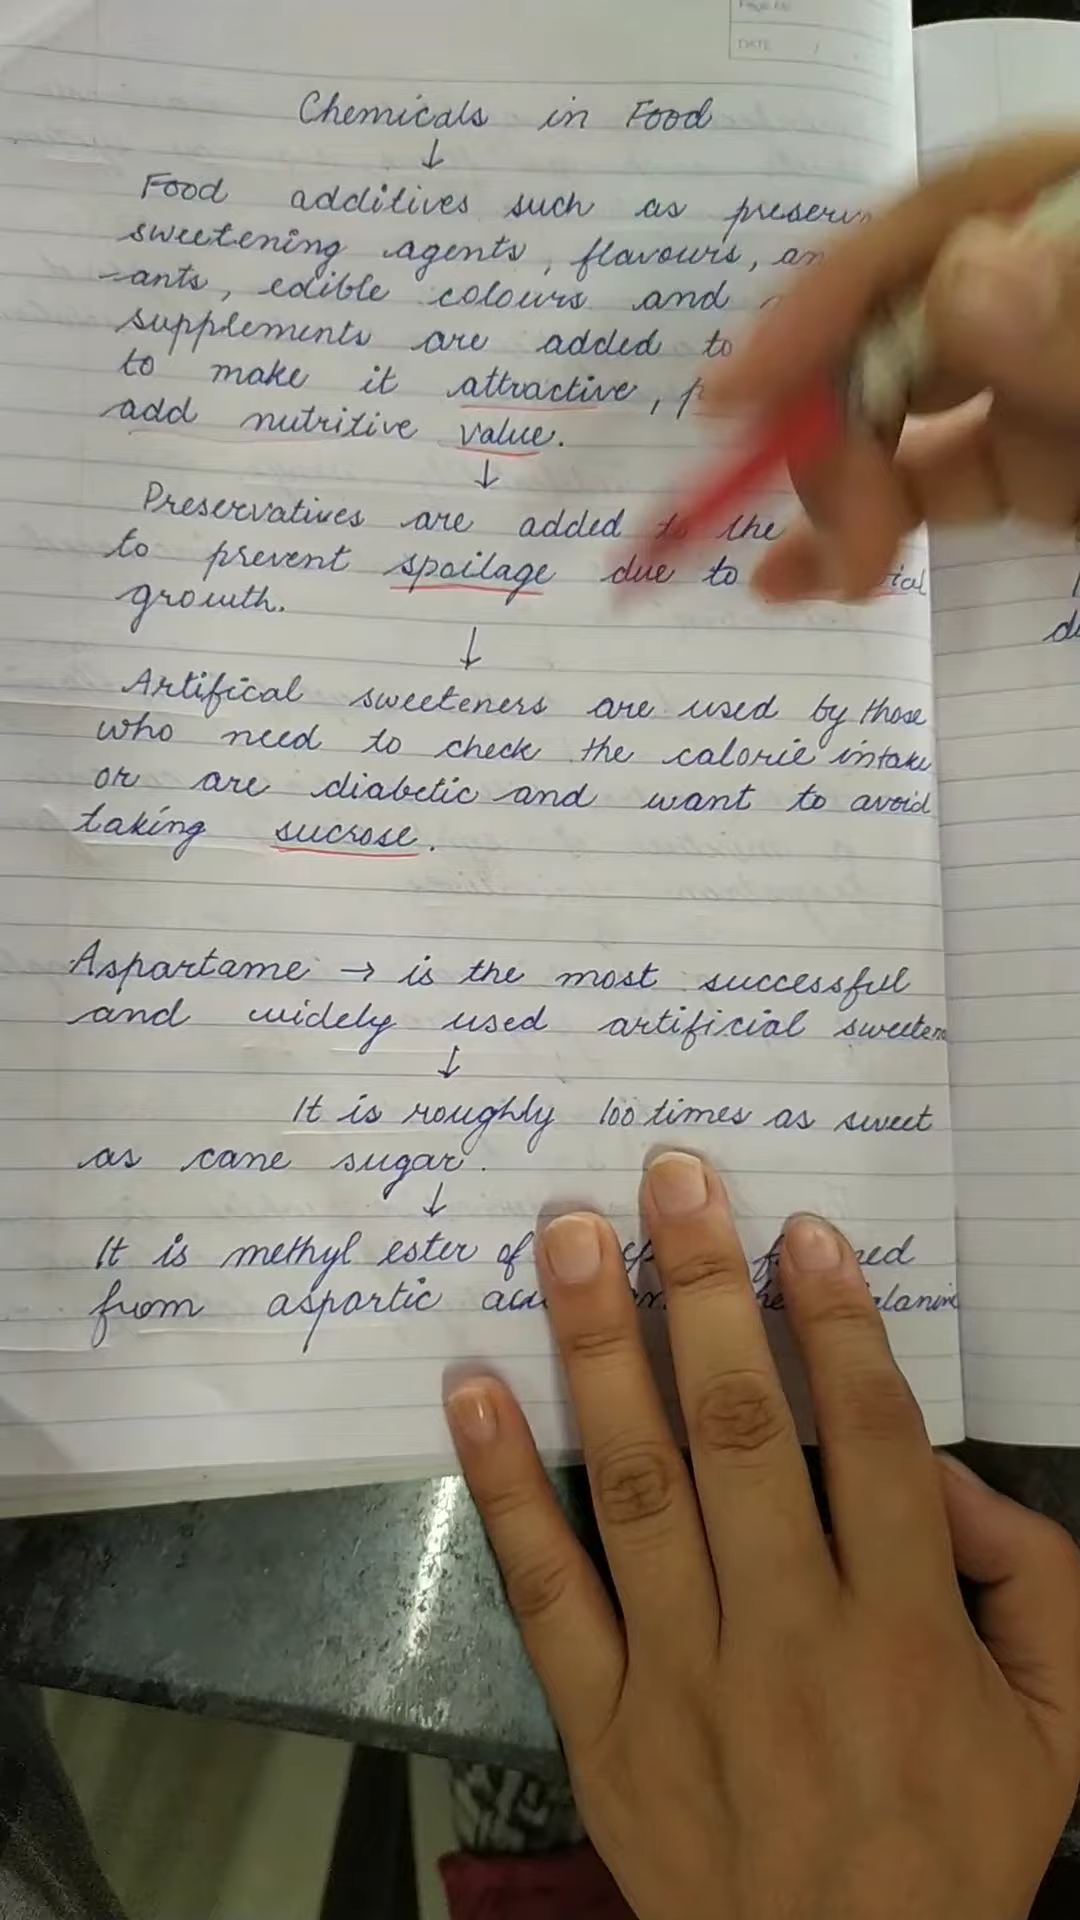 DATE
Chemicals in Food
↓
Food additives such as
sweetening agents, flavours,
-ants, edible colours and
supplements are added to
to make it attractive,
add nutritive value.
↓
Preservatives are added to the
to prevent spoilage due to
growth.
↓
Artifical sweeteners are used by those
who need to check the calorie intake
or are diabetic and want to avoid
taking sucrose.
Aspartame → is the most successful
and widely used artificial
↓
It is roughly 100 times as sweet
as cane sugar.
↓
It is methyl ester of
from aspartic